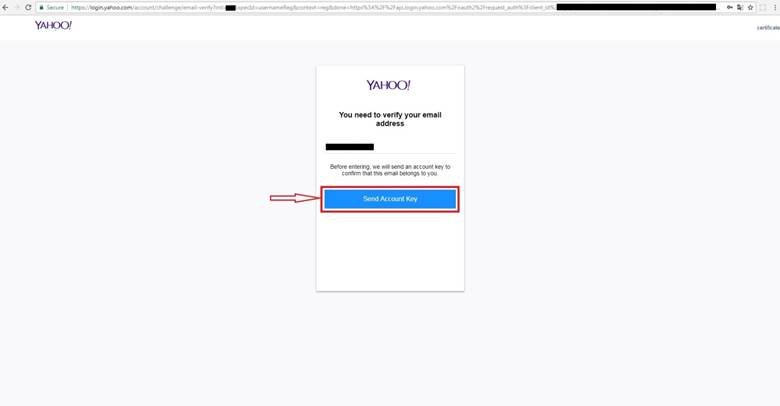 Secure https://login.yahoo.com/account/challenge/email-verify?intl= specId=usernameReg&context=reg&done=https%3A%2F%2Fapi.login.yahoo.com%2Foauth2%2Frequest_auth%3Fclient_id%
YAHOO!
certificate
YAHOO!
You need to verify your email
address
Before entering, we will send an account key to
confirm that this email belongs to you.
Send Account Key